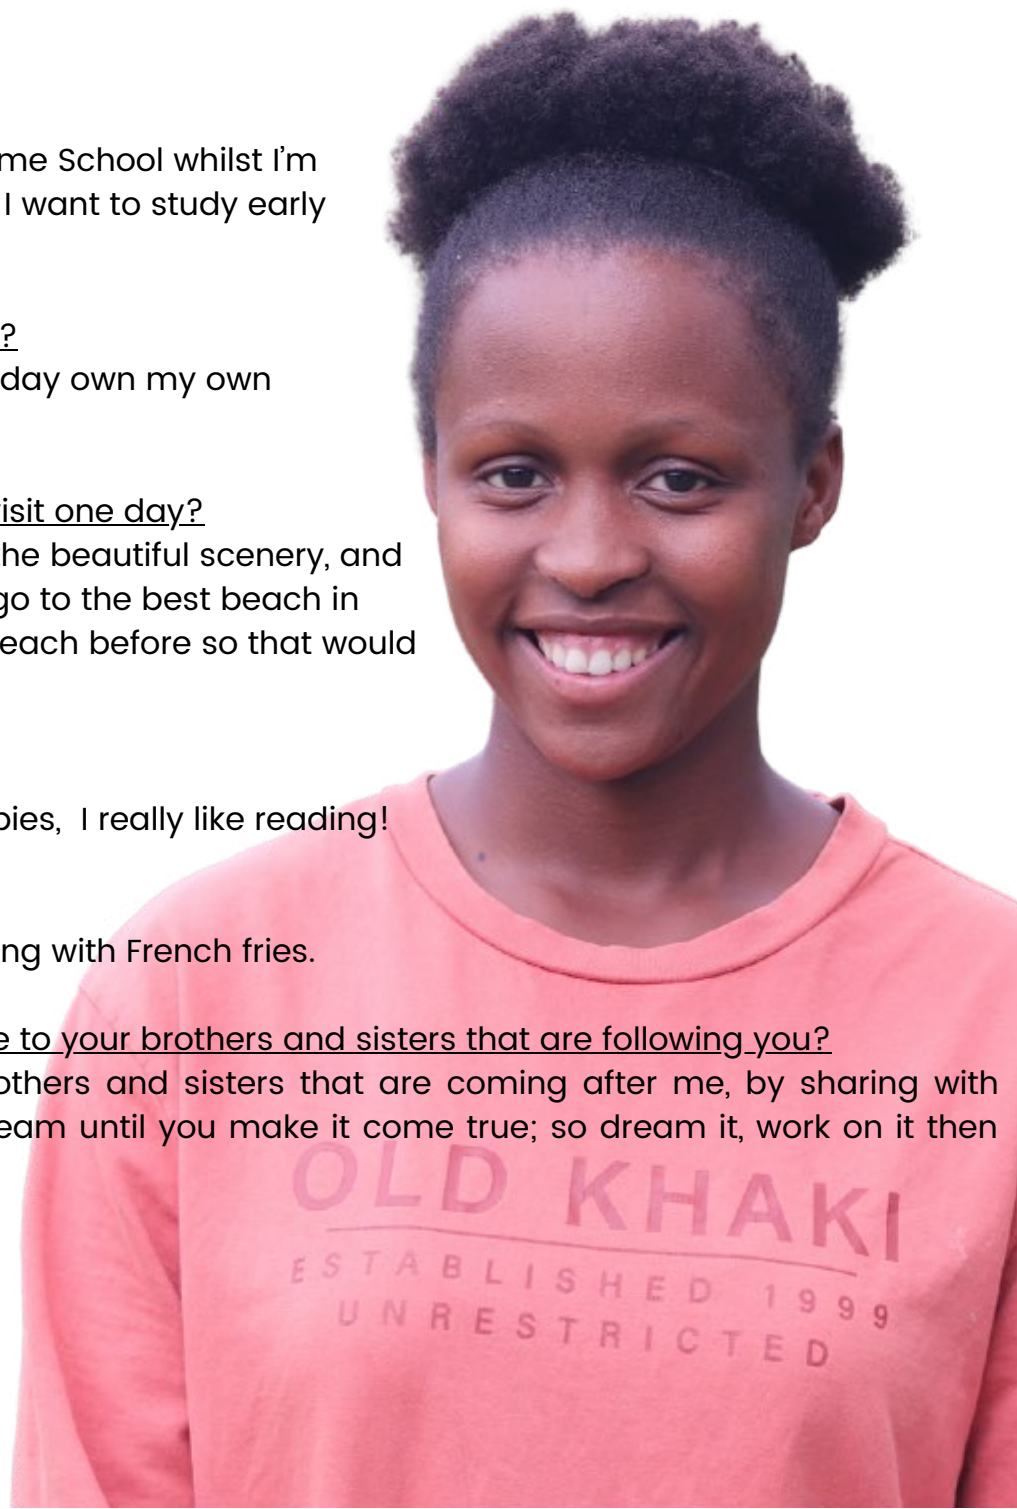 me School whilst I'm
I want to study early
?
day own my own
isit one day?
he beautiful scenery, and
go to the best beach in
each before so that would
bies,  I really like reading!
ng with French fries.
e to your brothers and sisters that are following you?
others and sisters that are coming after me, by sharing with
eam until you make it come true; so dream it, work on it then
OLD KHAKI
ESTABLISHED 1999
UNRESTRICTED